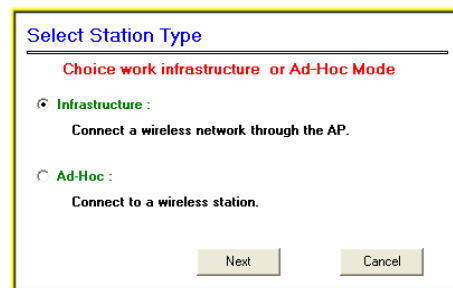 Select Station Type
Choice work infrastructure or Ad-Hoc Mode
Infrastructure :
Connect a wireless network through the AP.
Ad-Hoc :
Connect to a wireless station.
Next Cancel